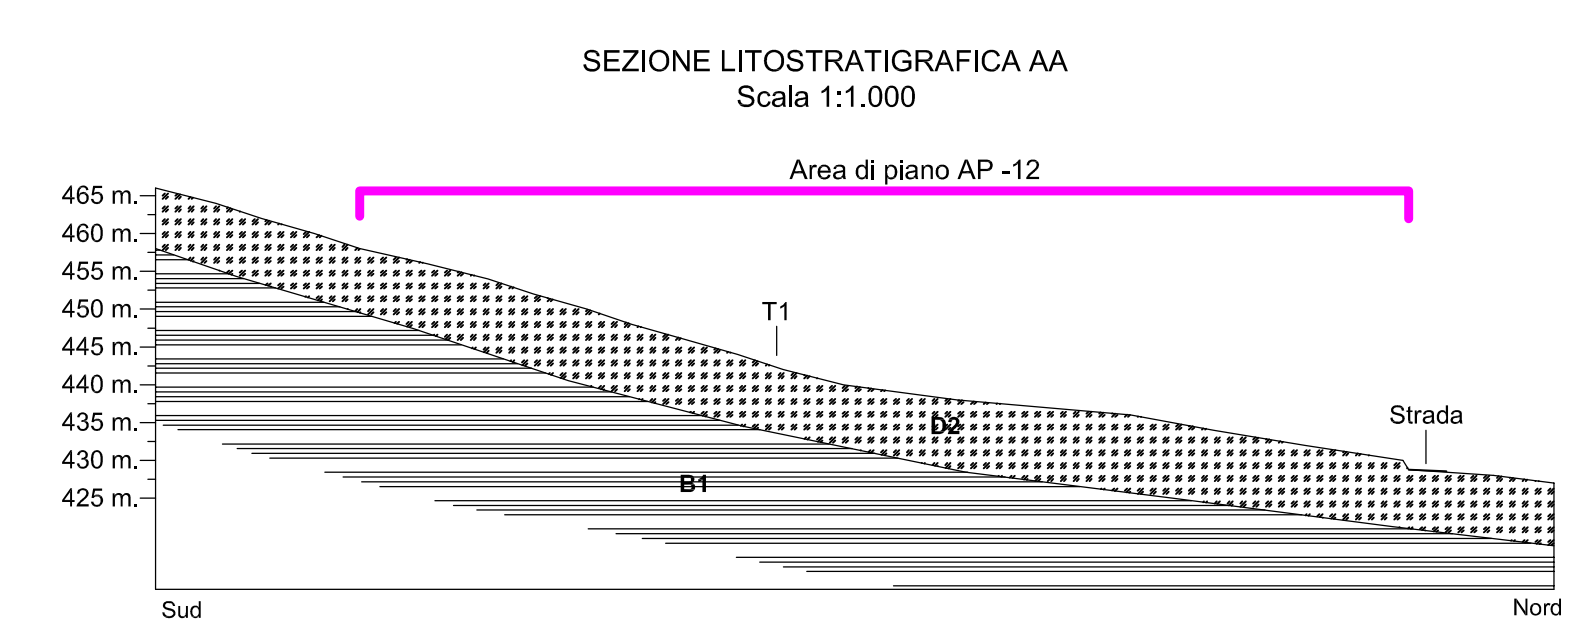 SEZIONE LITOSTRATIGRAFICA AA
Scala 1:1.000
Area di piano AP -12
465 m.
460 m.
455 m.
450 m.
445 m.
440 m.
435 m.
430 m.
425 m.
T1
Strada
D2
B1
Sud
Nord